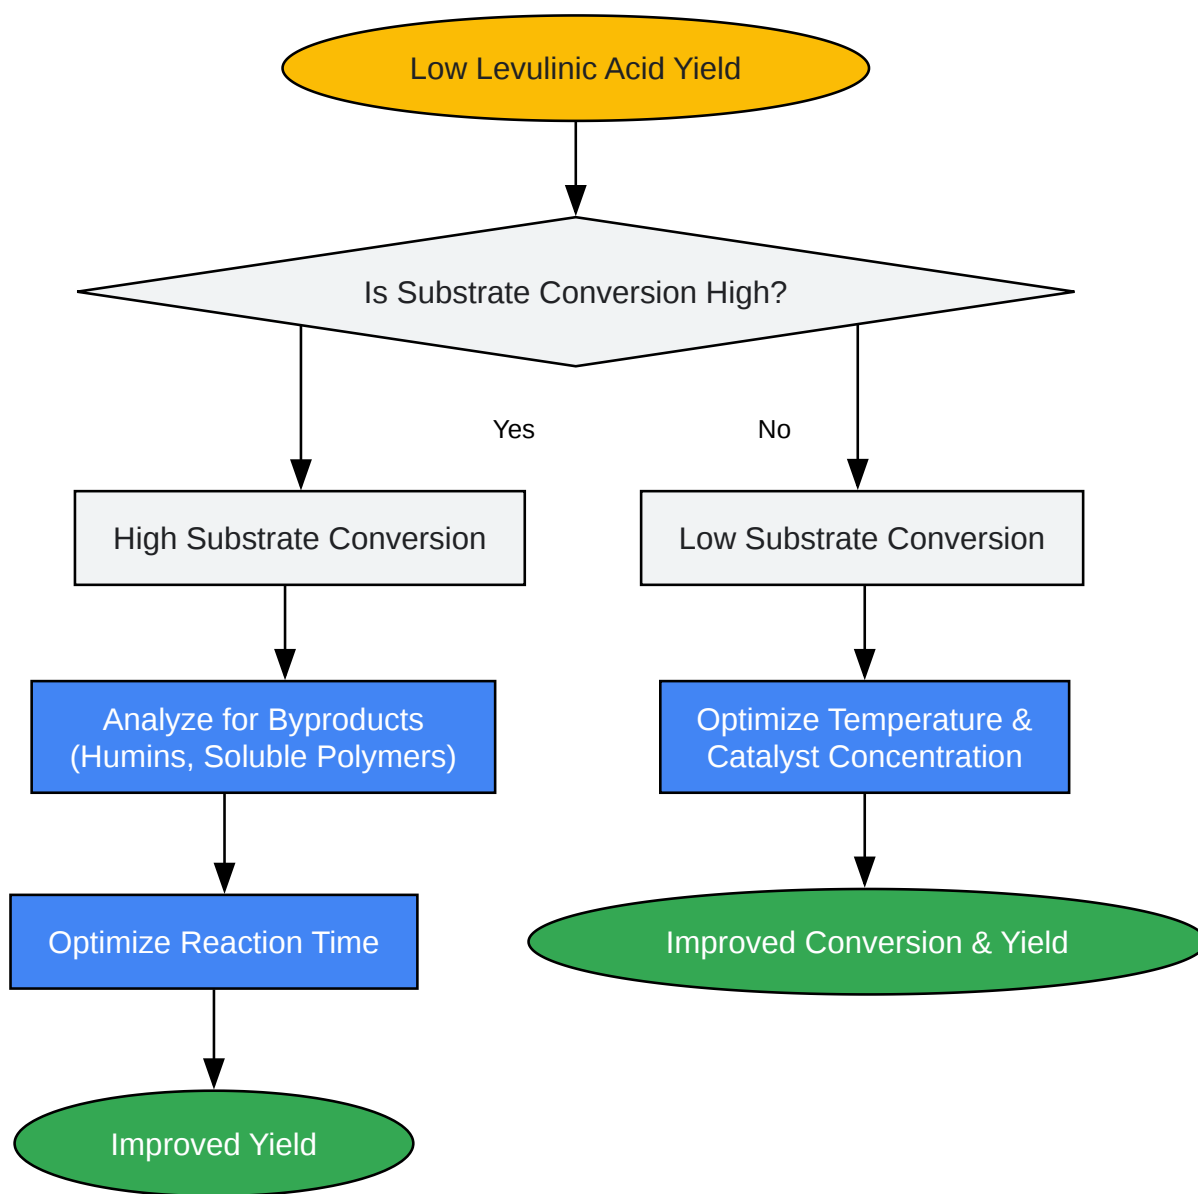 Low Levulinic Acid Yield
Is Substrate Conversion High?
Yes
No
High Substrate Conversion
Low Substrate Conversion
Analyze for Byproducts
(Humins, Soluble Polymers)
Optimize Temperature &
Catalyst Concentration
Optimize Reaction Time
Improved Conversion & Yield
Improved Yield